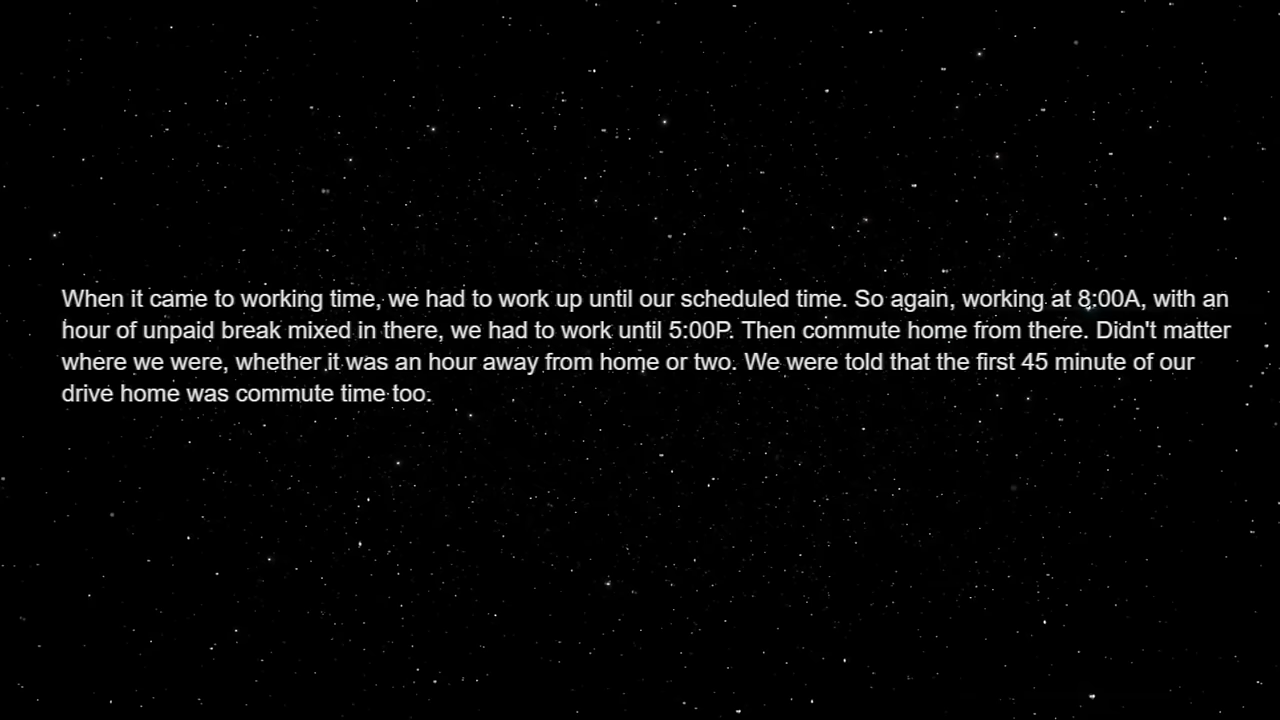 When it came to working time, we had to work up until our scheduled time. So again, working at 8:00A, with an
hour of unpaid break mixed in there, we had to work until 5:00P. Then commute home from there. Didn't matter
where we were, whether it was an hour away from home or two. We were told that the first 45 minute of our
drive home was commute time too.